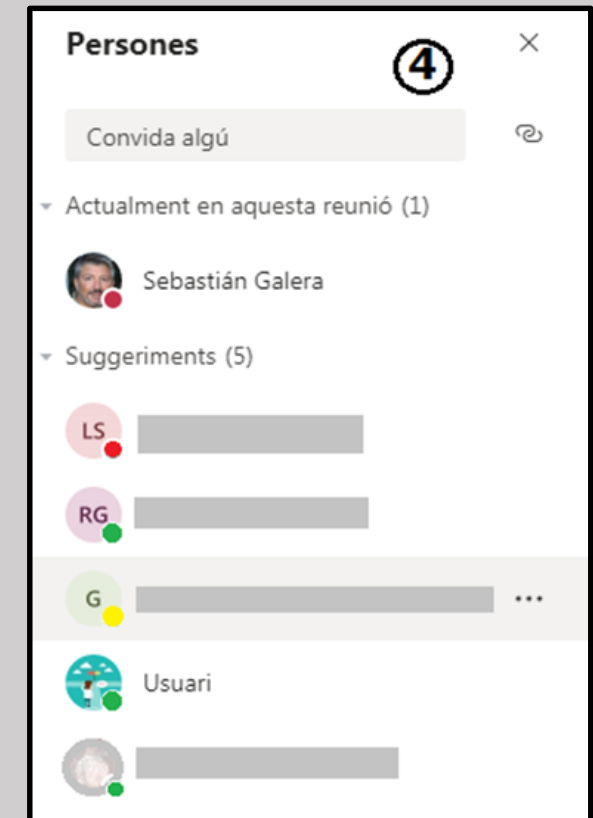 Persones
4
Convida algú
Actualment en aquesta reunió (1)
Sebastián Galera
Suggeriments (5)
LS
RG
G
Usuari